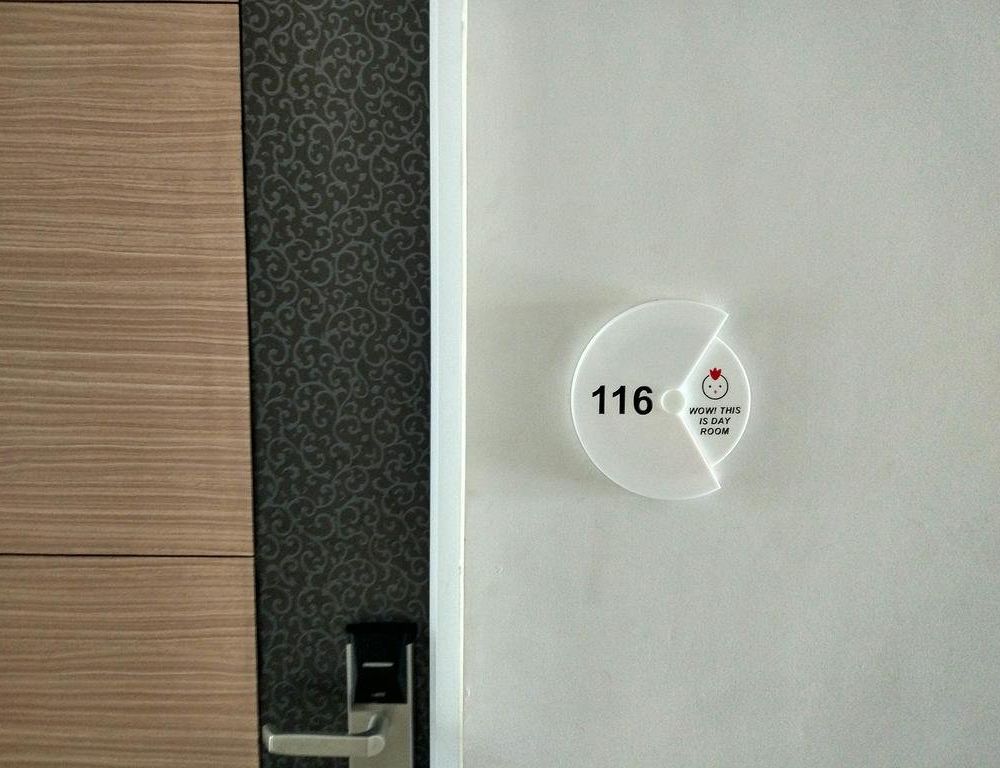 116
WOW! THIS
IS DAY
ROOM